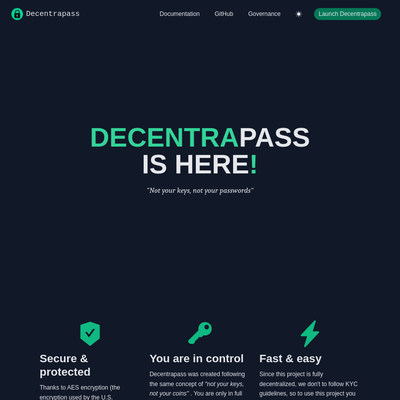 Decentrapass
Documentation
GitHub
Governance
Launch Decentrapass
DECENTRAPASS
IS HERE!
"Not your keys, not your passwords"
Secure &
protected
Thanks to AES encryption (the
encryption used by the U.S.
You are in control
Decentrapass was created following
the same concept of "not your keys,
not your coins" . You are only in full
Fast & easy
Since this project is fully
decentralized, we don't to follow KYC
guidelines, so to use this project you